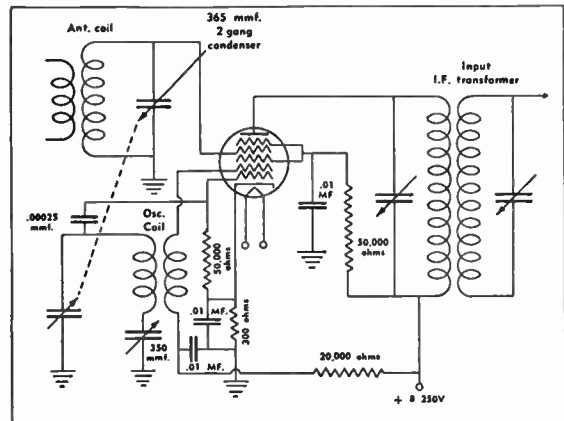 365 mmf.
2 gang
condenser
Ant. coil
Input
I.F. transformer
.00025
mmf.
Osc.
Coil
50,000
ohms
.01
MF
50,000
ohms
.01 MF.
300 ohms
350
mmf.
.01 MF.
20,000 ohms
+ B 250V